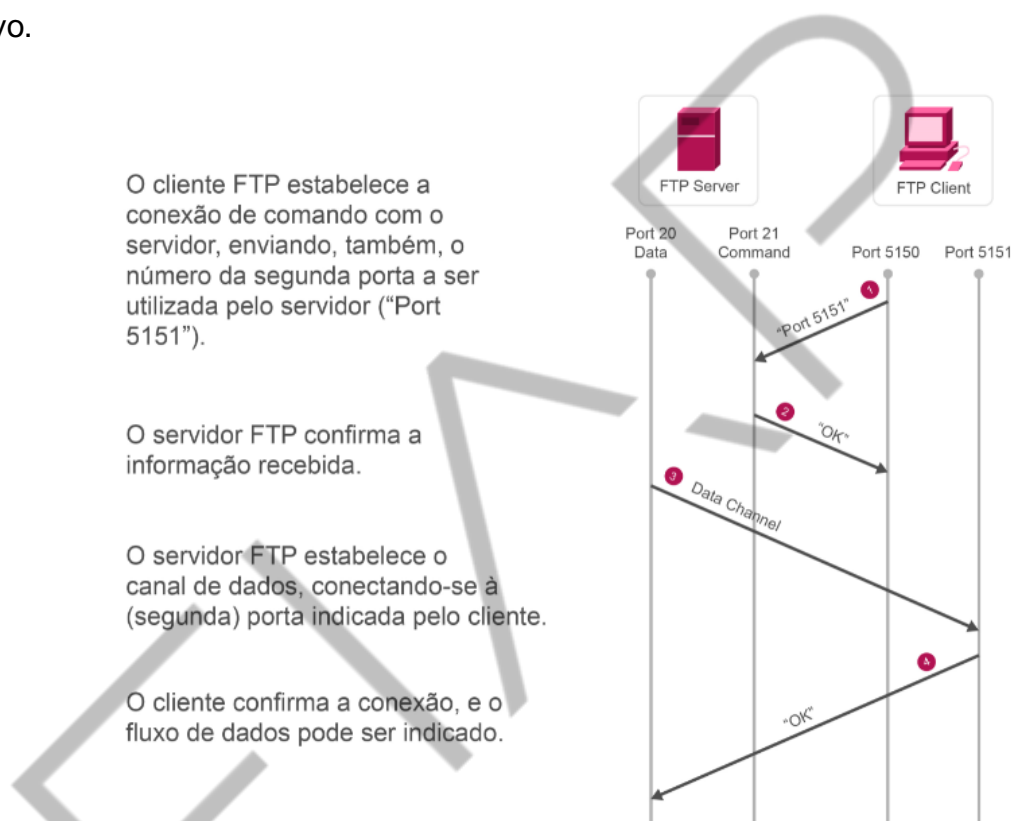 vo.
FTP Server
FTP Client
O cliente FTP estabelece a
conexão de comando com o
servidor, enviando, também, o
número da segunda porta a ser
utilizada pelo servidor (“Port
5151”).
Port 20
Data
Port 21
Command
Port 5150
Port 5151
1
“Port 5151”
O servidor FTP confirma a
informação recebida.
2
“OK”
3
Data Channel
O servidor FTP estabelece o
canal de dados, conectando-se à
(segunda) porta indicada pelo cliente.
4
“OK”
O cliente confirma a conexão, e o
fluxo de dados pode ser indicado.